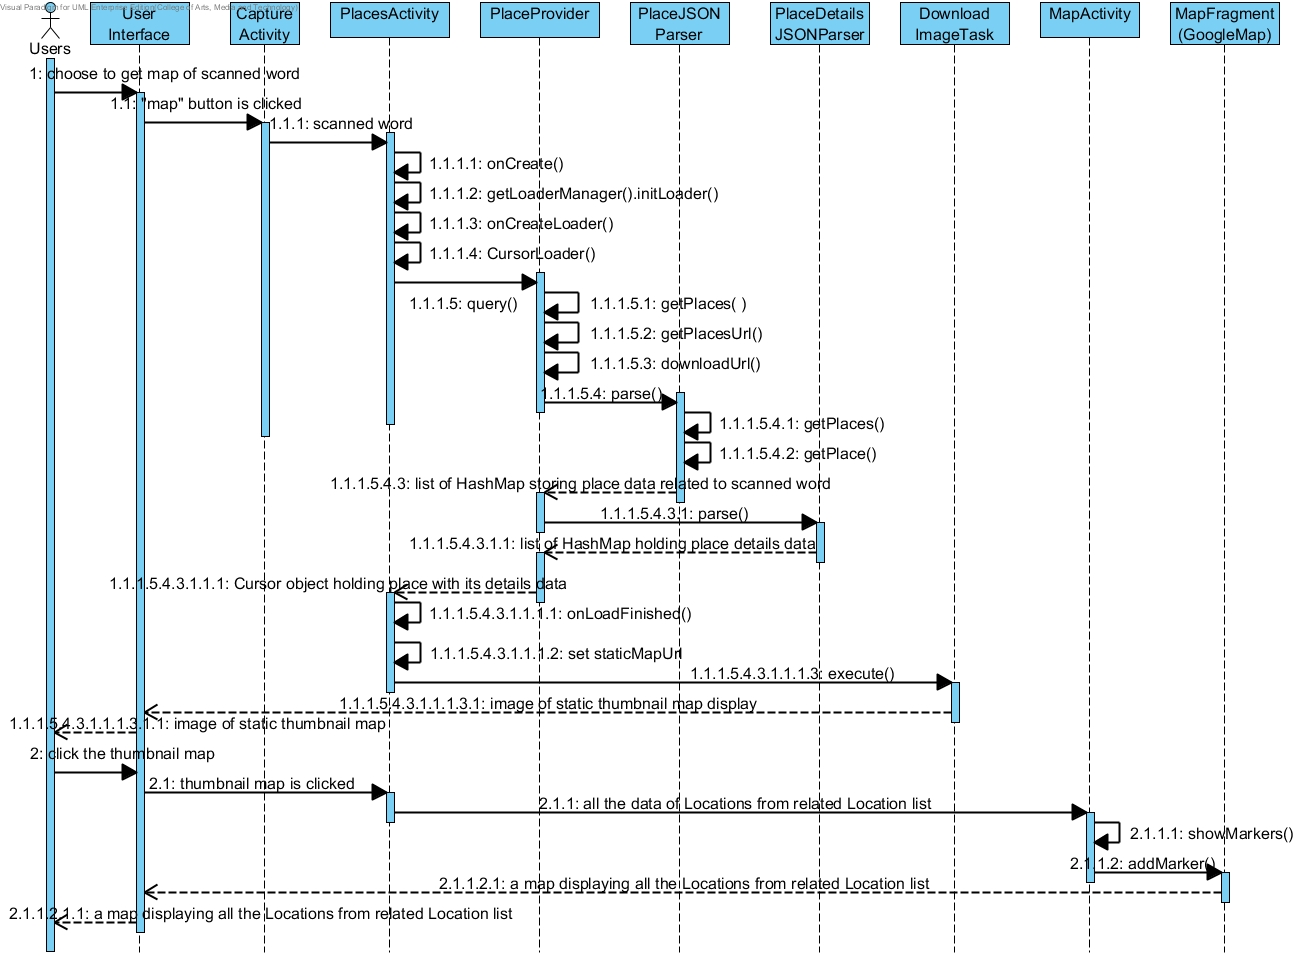 Visual Paradigm for UML Enterprise Edition(College of Arts, Media and Technology)
Users
User
Interface
Capture
Activity
PlacesActivity
PlaceProvider
PlaceJSON
Parser
PlaceDetails
JSONParser
Download
ImageTask
MapActivity
MapFragment
(GoogleMap)
1: choose to get map of scanned word
1.1: "map" button is clicked
1.1.1: scanned word
1.1.1.1: onCreate()
1.1.1.2: getLoaderManager().initLoader()
1.1.1.3: onCreateLoader()
1.1.1.4: CursorLoader()
1.1.1.5: query()
1.1.1.5.1: getPlaces( )
1.1.1.5.2: getPlacesUrl()
1.1.1.5.3: downloadUrl()
1.1.1.5.4: parse()
1.1.1.5.4.1: getPlaces()
1.1.1.5.4.2: getPlace()
1.1.1.5.4.3: list of HashMap storing place data related to scanned word
1.1.1.5.4.3.1: parse()
1.1.1.5.4.3.1.1: list of HashMap holding place details data
1.1.1.5.4.3.1.1.1: Cursor object holding place with its details data
1.1.1.5.4.3.1.1.1.1: onLoadFinished()
1.1.1.5.4.3.1.1.1.2: set staticMapUrl
1.1.1.5.4.3.1.1.1.3: execute()
1.1.1.5.4.3.1.1.1.3.1: image of static thumbnail map display
1.1.1.5.4.3.1.1.1.3.1.1: image of static thumbnail map
2: click the thumbnail map
2.1: thumbnail map is clicked
2.1.1: all the data of Locations from related Location list
2.1.1.1: showMarkers()
2.1.1.2: addMarker()
2.1.1.2.1: a map displaying all the Locations from related Location list
2.1.1.2.1.1: a map displaying all the Locations from related Location list